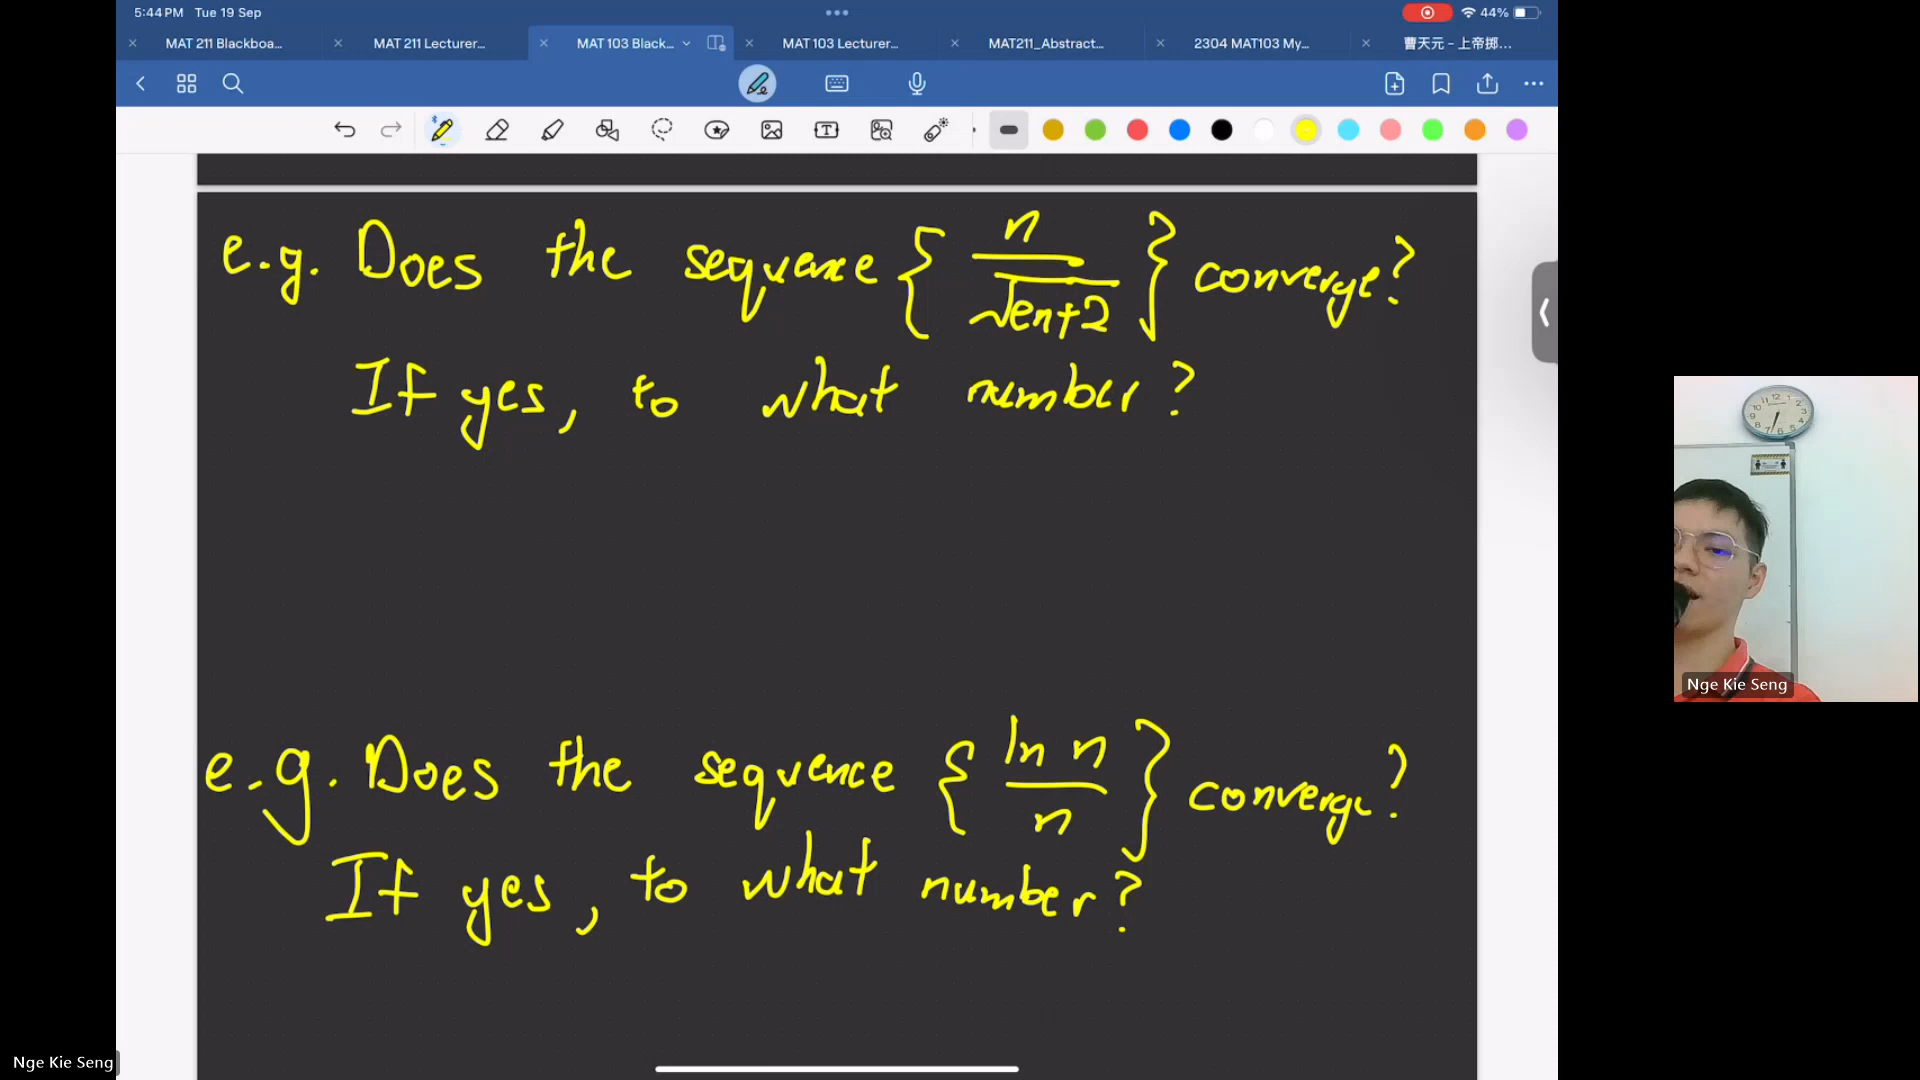 5:44 PM Tue 19 Sep
44%
MAT 211 Blackboa...
MAT 211 Lecturer...
MAT 103 Black...
MAT 103 Lecturer...
MAT211_Abstract...
2304 MAT103 My...
曹天元 - 上帝掷...
e.g. Does the sequence { n / √en+2 } converge?
If yes, to what number?
e.g. Does the sequence { ln n / n } converge?
If yes, to what number?
Nge Kie Seng
Nge Kie Seng